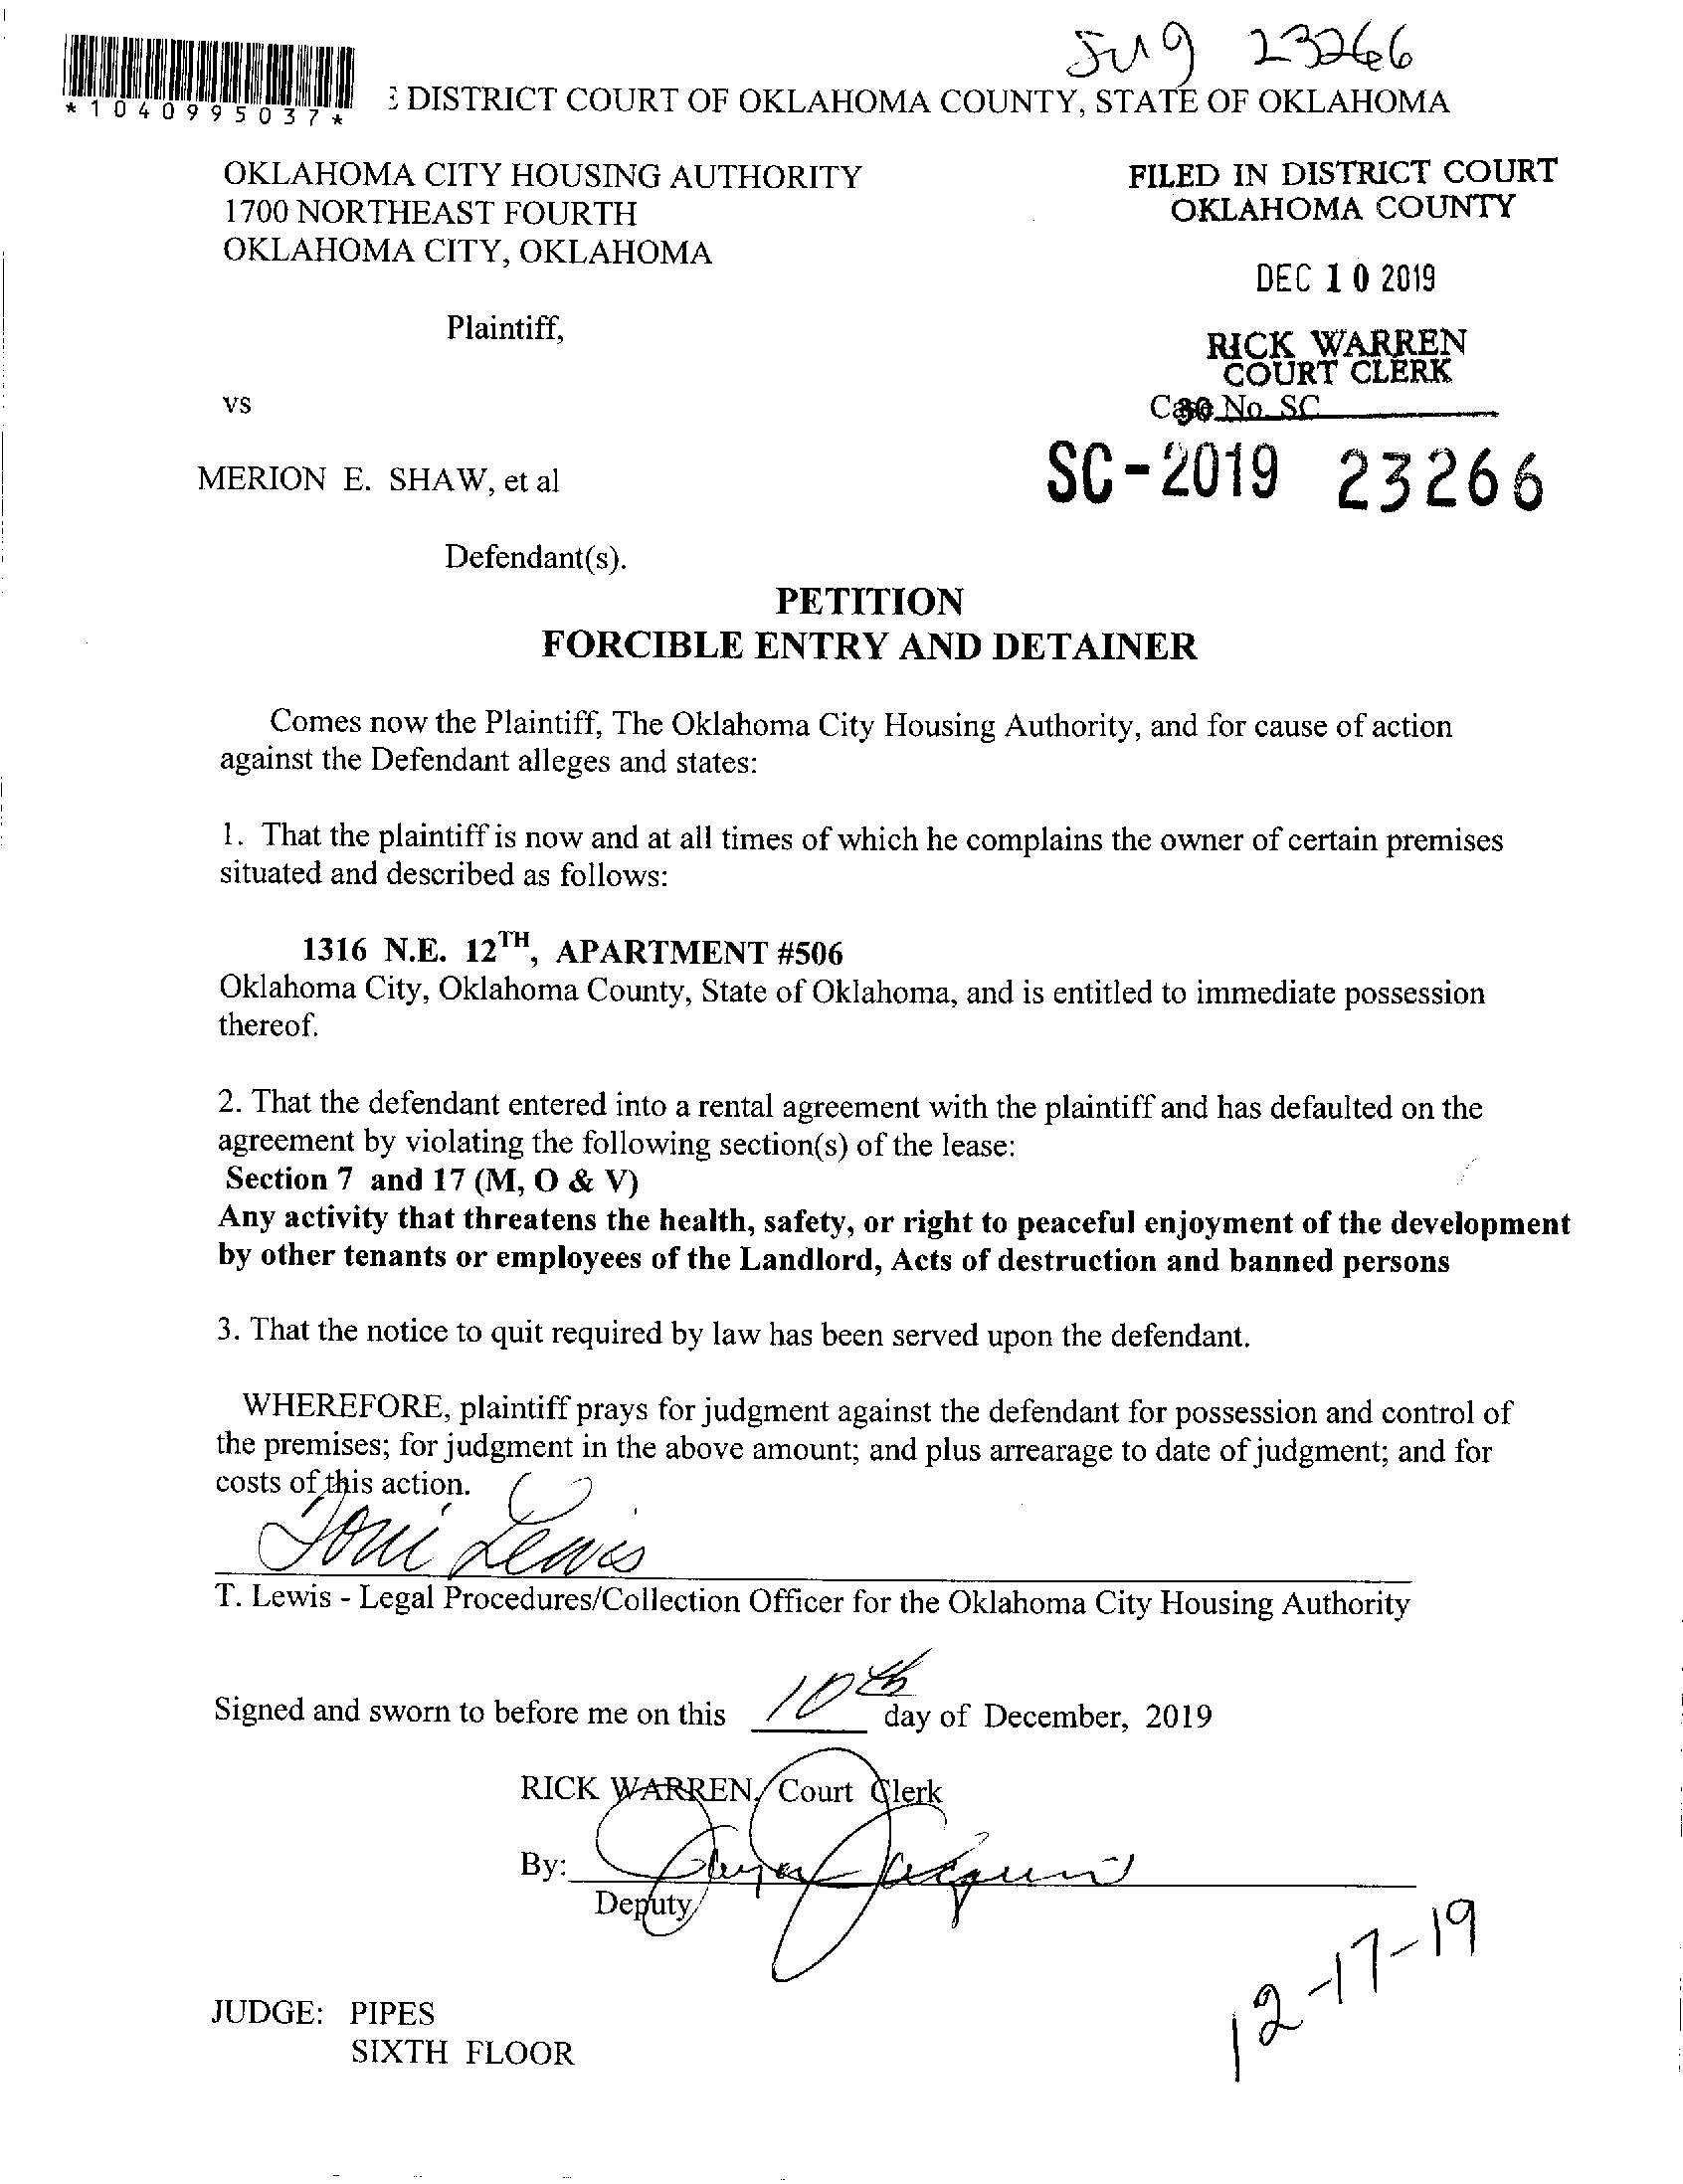 23266
*1040995037*
DISTRICT COURT OF OKLAHOMA COUNTY, STATE OF OKLAHOMA
OKLAHOMA CITY HOUSING AUTHORITY
1700 NORTHEAST FOURTH
OKLAHOMA CITY, OKLAHOMA
FILED IN DISTRICT COURT
OKLAHOMA COUNTY
DEC 10 2019
Plaintiff,
RICK WARREN
COURT CLERK
vs
Case No. SC
MERION E. SHAW, et al
SC-2019 23266
Defendant(s).
PETITION
FORCIBLE ENTRY AND DETAINER
Comes now the Plaintiff, The Oklahoma City Housing Authority, and for cause of action
against the Defendant alleges and states:
1. That the plaintiff is now and at all times of which he complains the owner of certain premises
situated and described as follows:
1316 N.E. 12TH, APARTMENT #506
Oklahoma City, Oklahoma County, State of Oklahoma, and is entitled to immediate possession
thereof.
2. That the defendant entered into a rental agreement with the plaintiff and has defaulted on the
agreement by violating the following section(s) of the lease:
Section 7 and 17 (M, O & V)
Any activity that threatens the health, safety, or right to peaceful enjoyment of the development
by other tenants or employees of the Landlord, Acts of destruction and banned persons
3. That the notice to quit required by law has been served upon the defendant.
WHEREFORE, plaintiff prays for judgment against the defendant for possession and control of
the premises; for judgment in the above amount; and plus arrearage to date of judgment; and for
costs of this action.
Toni Lewis
T. Lewis - Legal Procedures/Collection Officer for the Oklahoma City Housing Authority
Signed and sworn to before me on this 10th day of December, 2019
RICK WARREN, Court Clerk
By:
Deputy
12-17-19
JUDGE: PIPES
SIXTH FLOOR